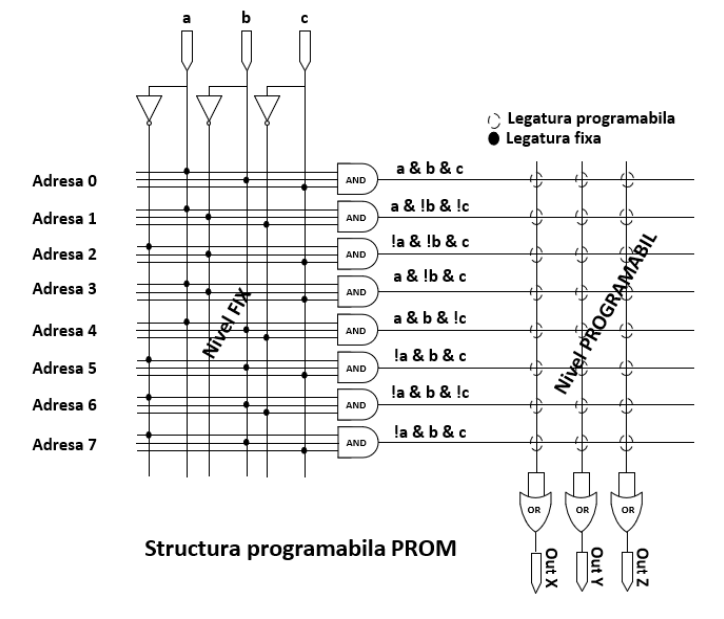 a b c
Legatura programabila
Legatura fixa
Adresa 0 AND a & b & c
Adresa 1 AND a & !b & !c
Adresa 2 AND !a & !b & c
Adresa 3 AND a & !b & c
Adresa 4 AND a & b & !c
Adresa 5 AND !a & b & c
Adresa 6 AND !a & b & !c
Adresa 7 AND !a & b & c
Nivel FIX
Nivel PROGRAMABIL
OR OR OR
Structura programabila PROM
Out X
Out Y
Out Z